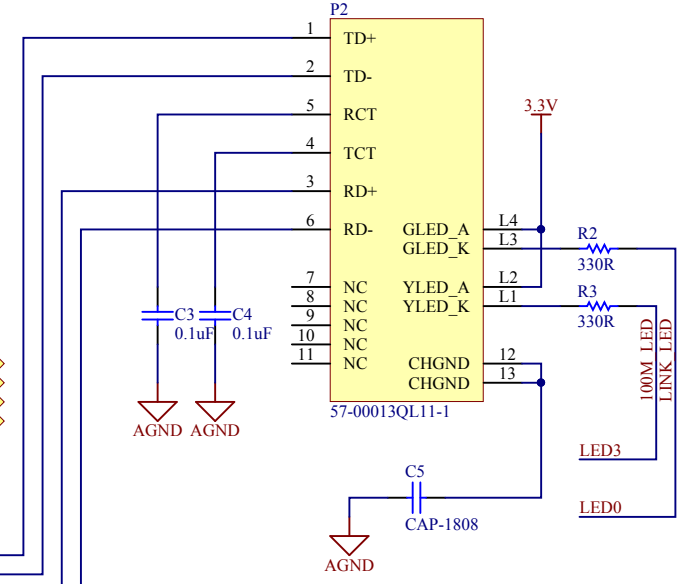 P2
1 TD+
2 TD-
5 RCT
4 TCT
3 RD+
6 RD-
7 NC
8 NC
9 NC
10 NC
11 NC
GLED_A L4
GLED_K L3
YLED_A L2
YLED_K L1
CHGND 12
CHGND 13
57-00013QL11-1
3.3V
R2
330R
R3
330R
C3
0.1uF
C4
0.1uF
AGND
AGND
100M_LED
LINK_LED
LED3
LED0
C5
CAP-1808
AGND